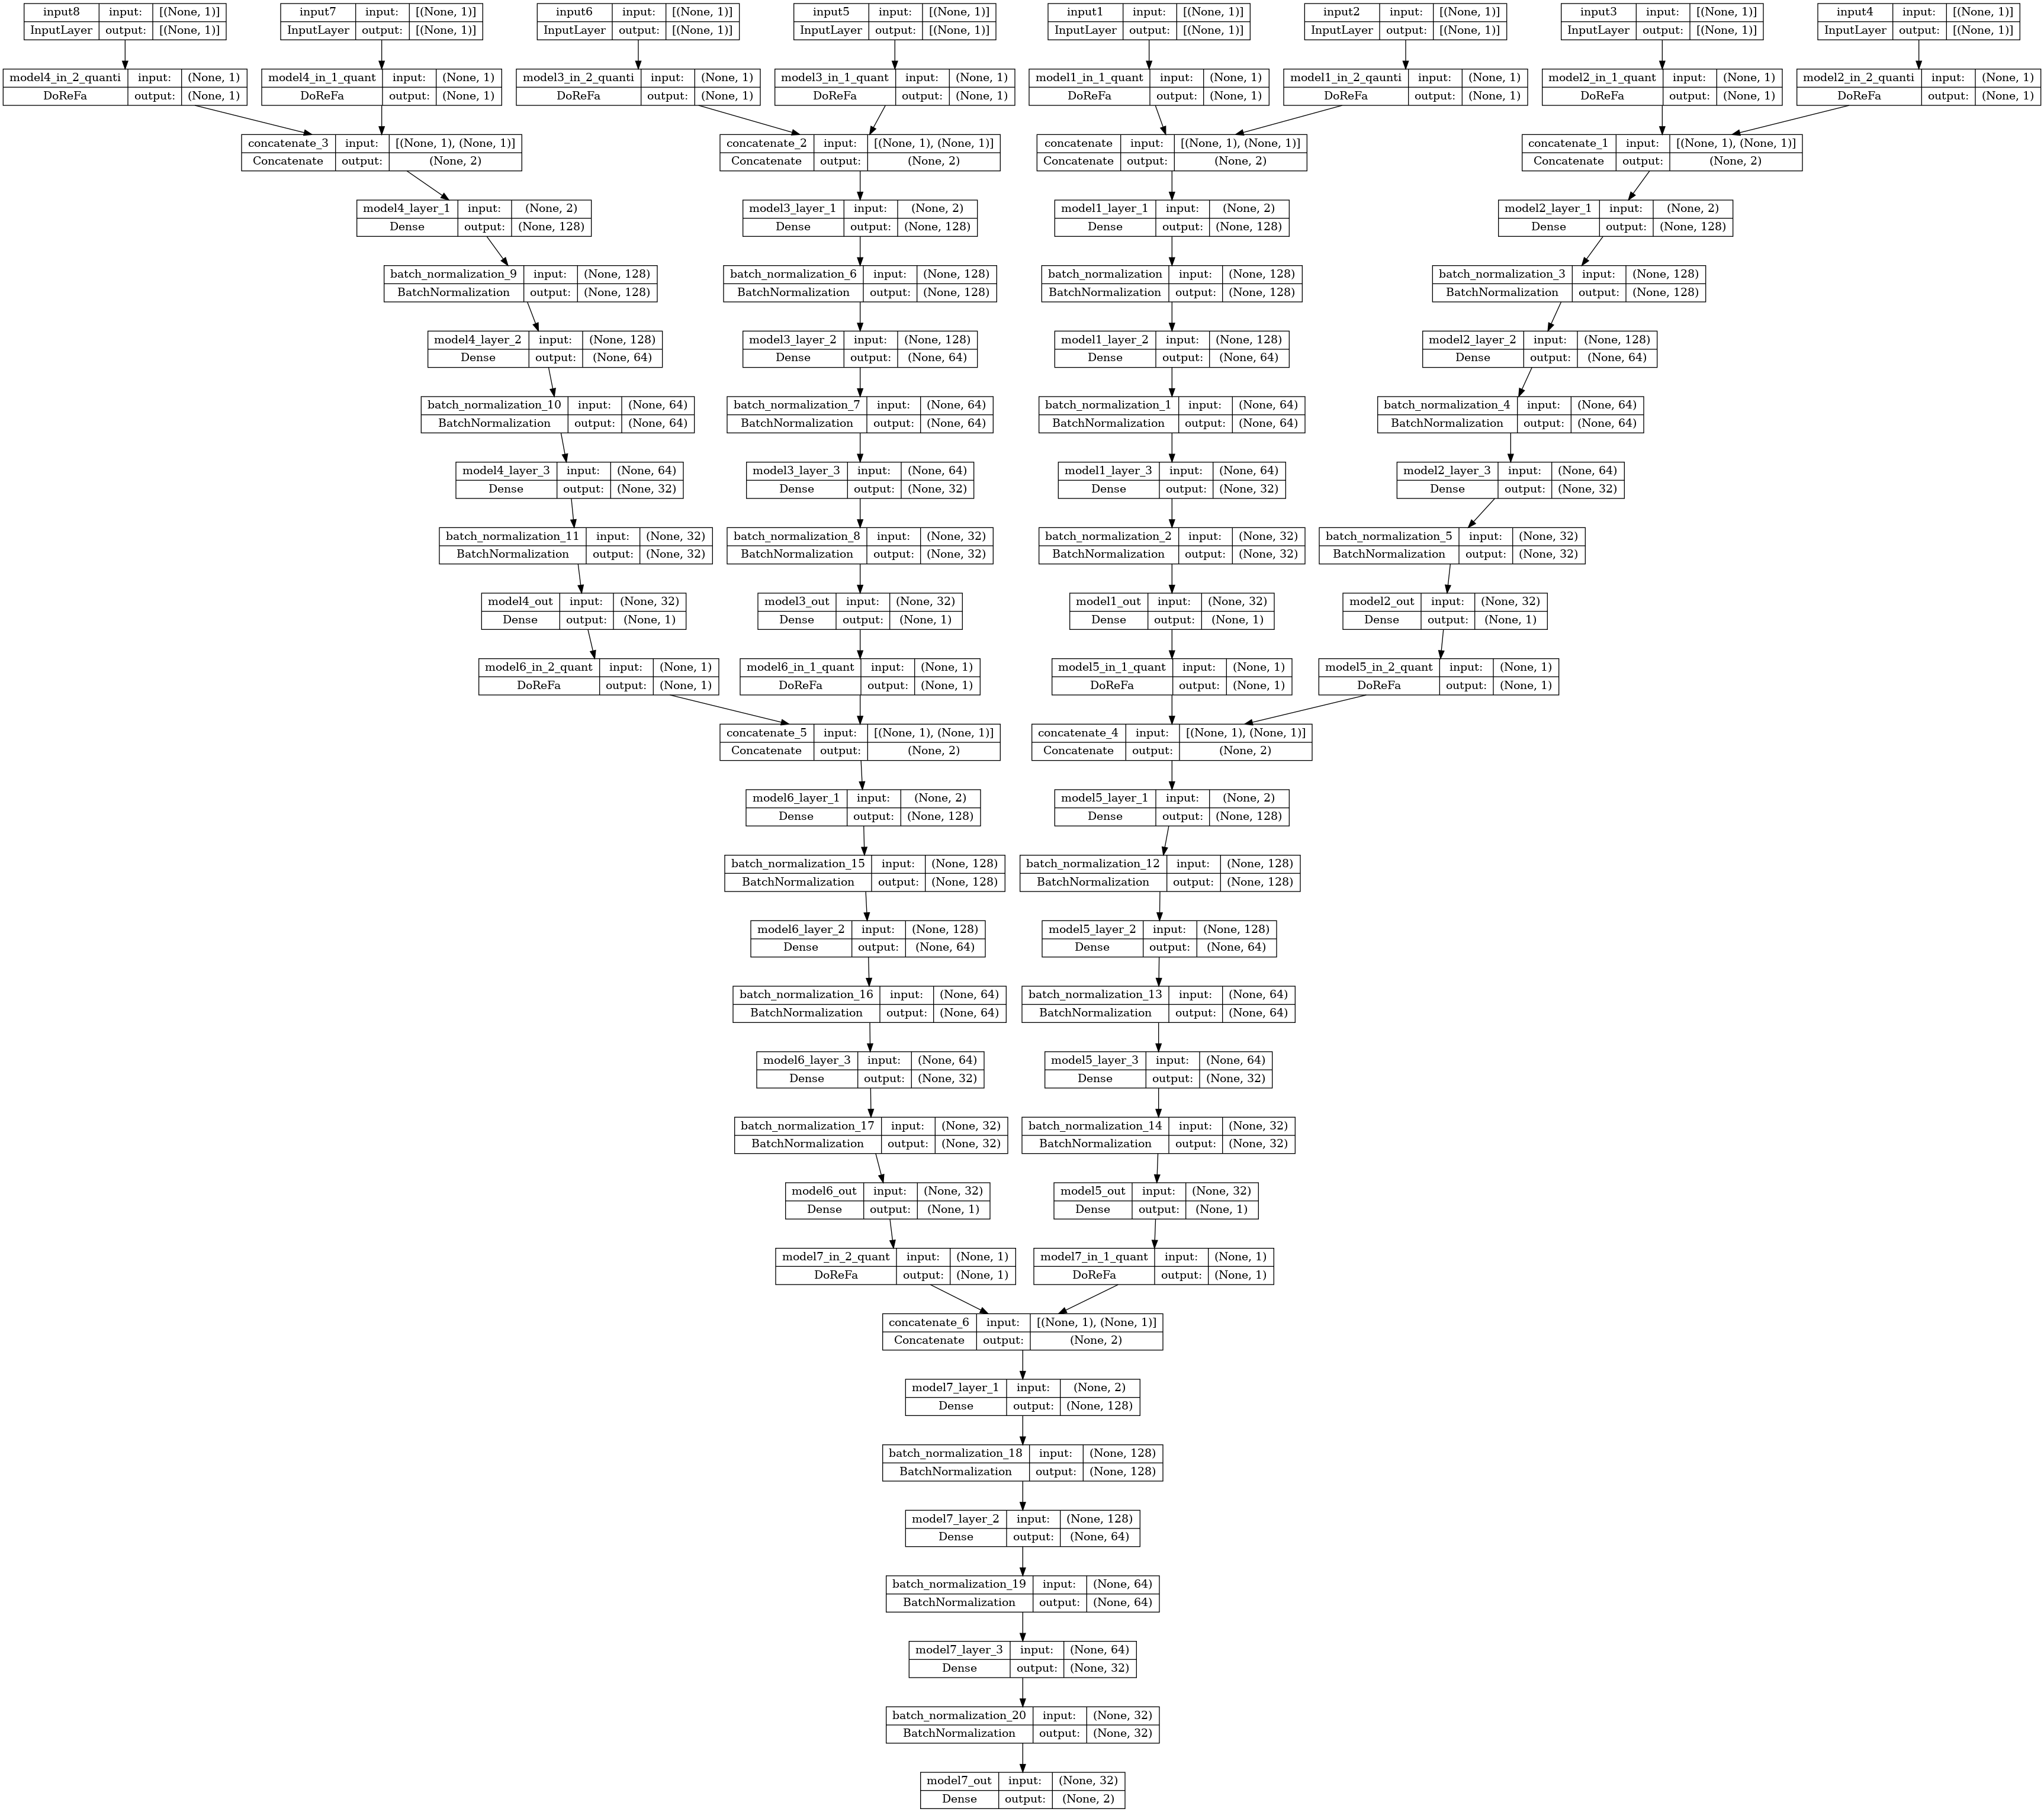 input8 input: [(None, 1)]
InputLayer output: [(None, 1)]
input7 input: [(None, 1)]
InputLayer output: [(None, 1)]
input6 input: [(None, 1)]
InputLayer output: [(None, 1)]
input5 input: [(None, 1)]
InputLayer output: [(None, 1)]
input1 input: [(None, 1)]
InputLayer output: [(None, 1)]
input2 input: [(None, 1)]
InputLayer output: [(None, 1)]
input3 input: [(None, 1)]
InputLayer output: [(None, 1)]
input4 input: [(None, 1)]
InputLayer output: [(None, 1)]
model4_in_2_quanti input: (None, 1)
DoReFa output: (None, 1)
model4_in_1_quant input: (None, 1)
DoReFa output: (None, 1)
model3_in_2_quanti input: (None, 1)
DoReFa output: (None, 1)
model3_in_1_quant input: (None, 1)
DoReFa output: (None, 1)
model1_in_1_quant input: (None, 1)
DoReFa output: (None, 1)
model1_in_2_qaunti input: (None, 1)
DoReFa output: (None, 1)
model2_in_1_quant input: (None, 1)
DoReFa output: (None, 1)
model2_in_2_quanti input: (None, 1)
DoReFa output: (None, 1)
concatenate_3 input: [(None, 1), (None, 1)]
Concatenate output: (None, 2)
concatenate_2 input: [(None, 1), (None, 1)]
Concatenate output: (None, 2)
concatenate input: [(None, 1), (None, 1)]
Concatenate output: (None, 2)
concatenate_1 input: [(None, 1), (None, 1)]
Concatenate output: (None, 2)
model4_layer_1 input: (None, 2)
Dense output: (None, 128)
model3_layer_1 input: (None, 2)
Dense output: (None, 128)
model1_layer_1 input: (None, 2)
Dense output: (None, 128)
model2_layer_1 input: (None, 2)
Dense output: (None, 128)
batch_normalization_9 input: (None, 128)
BatchNormalization output: (None, 128)
batch_normalization_6 input: (None, 128)
BatchNormalization output: (None, 128)
batch_normalization input: (None, 128)
BatchNormalization output: (None, 128)
batch_normalization_3 input: (None, 128)
BatchNormalization output: (None, 128)
model4_layer_2 input: (None, 128)
Dense output: (None, 64)
model3_layer_2 input: (None, 128)
Dense output: (None, 64)
model1_layer_2 input: (None, 128)
Dense output: (None, 64)
model2_layer_2 input: (None, 128)
Dense output: (None, 64)
batch_normalization_10 input: (None, 64)
BatchNormalization output: (None, 64)
batch_normalization_7 input: (None, 64)
BatchNormalization output: (None, 64)
batch_normalization_1 input: (None, 64)
BatchNormalization output: (None, 64)
batch_normalization_4 input: (None, 64)
BatchNormalization output: (None, 64)
model4_layer_3 input: (None, 64)
Dense output: (None, 32)
model3_layer_3 input: (None, 64)
Dense output: (None, 32)
model1_layer_3 input: (None, 64)
Dense output: (None, 32)
model2_layer_3 input: (None, 64)
Dense output: (None, 32)
batch_normalization_11 input: (None, 32)
BatchNormalization output: (None, 32)
batch_normalization_8 input: (None, 32)
BatchNormalization output: (None, 32)
batch_normalization_2 input: (None, 32)
BatchNormalization output: (None, 32)
batch_normalization_5 input: (None, 32)
BatchNormalization output: (None, 32)
model4_out input: (None, 32)
Dense output: (None, 1)
model3_out input: (None, 32)
Dense output: (None, 1)
model1_out input: (None, 32)
Dense output: (None, 1)
model2_out input: (None, 32)
Dense output: (None, 1)
model6_in_2_quant input: (None, 1)
DoReFa output: (None, 1)
model6_in_1_quant input: (None, 1)
DoReFa output: (None, 1)
model5_in_1_quant input: (None, 1)
DoReFa output: (None, 1)
model5_in_2_quant input: (None, 1)
DoReFa output: (None, 1)
concatenate_5 input: [(None, 1), (None, 1)]
Concatenate output: (None, 2)
concatenate_4 input: [(None, 1), (None, 1)]
Concatenate output: (None, 2)
model6_layer_1 input: (None, 2)
Dense output: (None, 128)
model5_layer_1 input: (None, 2)
Dense output: (None, 128)
batch_normalization_15 input: (None, 128)
BatchNormalization output: (None, 128)
batch_normalization_12 input: (None, 128)
BatchNormalization output: (None, 128)
model6_layer_2 input: (None, 128)
Dense output: (None, 64)
model5_layer_2 input: (None, 128)
Dense output: (None, 64)
batch_normalization_16 input: (None, 64)
BatchNormalization output: (None, 64)
batch_normalization_13 input: (None, 64)
BatchNormalization output: (None, 64)
model6_layer_3 input: (None, 64)
Dense output: (None, 32)
model5_layer_3 input: (None, 64)
Dense output: (None, 32)
batch_normalization_17 input: (None, 32)
BatchNormalization output: (None, 32)
batch_normalization_14 input: (None, 32)
BatchNormalization output: (None, 32)
model6_out input: (None, 32)
Dense output: (None, 1)
model5_out input: (None, 32)
Dense output: (None, 1)
model7_in_2_quant input: (None, 1)
DoReFa output: (None, 1)
model7_in_1_quant input: (None, 1)
DoReFa output: (None, 1)
concatenate_6 input: [(None, 1), (None, 1)]
Concatenate output: (None, 2)
model7_layer_1 input: (None, 2)
Dense output: (None, 128)
batch_normalization_18 input: (None, 128)
BatchNormalization output: (None, 128)
model7_layer_2 input: (None, 128)
Dense output: (None, 64)
batch_normalization_19 input: (None, 64)
BatchNormalization output: (None, 64)
model7_layer_3 input: (None, 64)
Dense output: (None, 32)
batch_normalization_20 input: (None, 32)
BatchNormalization output: (None, 32)
model7_out input: (None, 32)
Dense output: (None, 2)